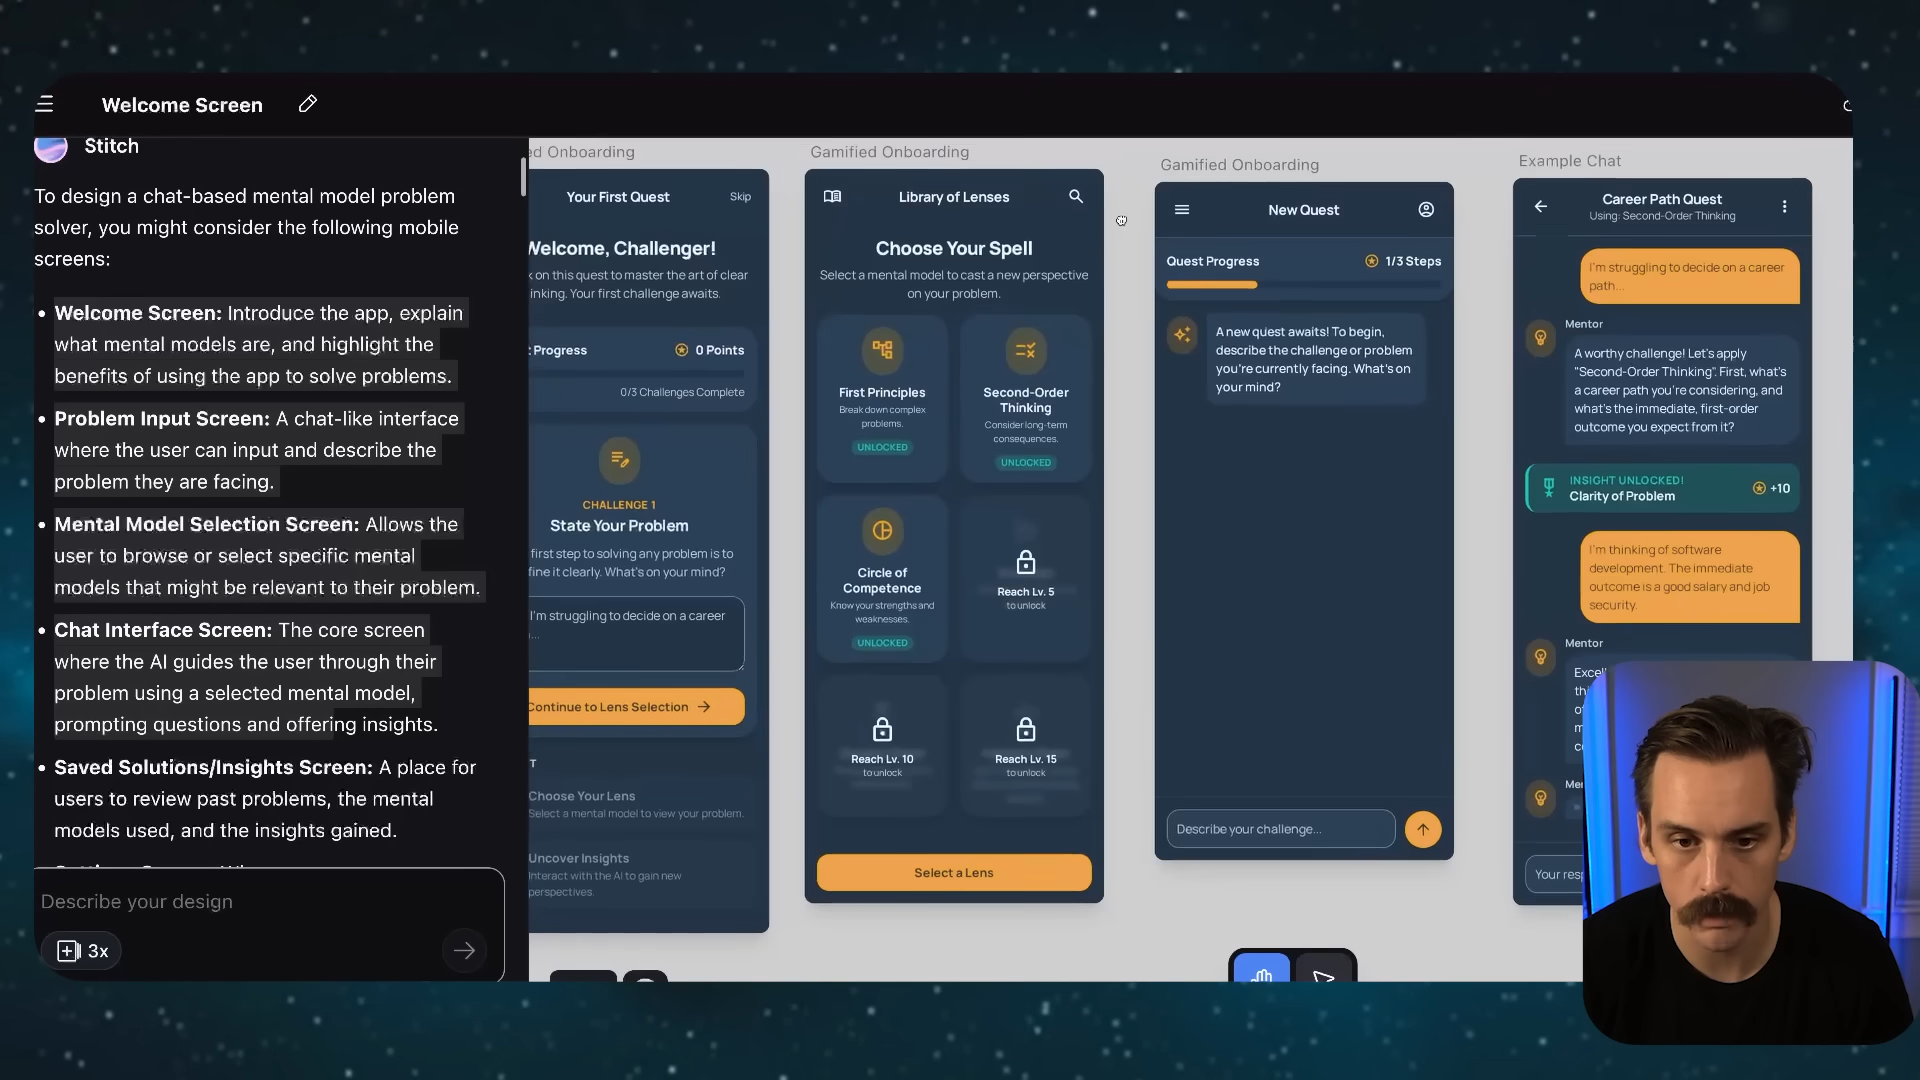 Welcome Screen
Stitch
To design a chat-based mental model problem
solver, you might consider the following mobile
screens:
• Welcome Screen: Introduce the app, explain
what mental models are, and highlight the
benefits of using the app to solve problems.
• Problem Input Screen: A chat-like interface
where the user can input and describe the
problem they are facing.
• Mental Model Selection Screen: Allows the
user to browse or select specific mental
models that might be relevant to their problem.
• Chat Interface Screen: The core screen
where the AI guides the user through their
problem using a selected mental model,
prompting questions and offering insights.
• Saved Solutions/Insights Screen: A place for
users to review past problems, the mental
models used, and the insights gained.
Describe your design
3x
ed Onboarding
Your First Quest
Skip
Welcome, Challenger!
k on this quest to master the art of clear
inking. Your first challenge awaits.
t Progress
0 Points
0/3 Challenges Complete
CHALLENGE 1
State Your Problem
first step to solving any problem is to
fine it clearly. What's on your mind?
I'm struggling to decide on a career
...
Continue to Lens Selection
T
Choose Your Lens
Select a mental model to view your problem.
Uncover Insights
Interact with the AI to gain new
perspectives.
Gamified Onboarding
Library of Lenses
Choose Your Spell
Select a mental model to cast a new perspective
on your problem.
First Principles
Break down complex
problems.
UNLOCKED
Second-Order
Thinking
Consider long-term
consequences.
UNLOCKED
Circle of
Competence
Know your strengths and
weaknesses.
UNLOCKED
Reach Lv. 5
to unlock
Reach Lv. 10
to unlock
Reach Lv. 15
to unlock
Select a Lens
Gamified Onboarding
New Quest
Quest Progress
1/3 Steps
A new quest awaits! To begin,
describe the challenge or problem
you're currently facing. What's on
your mind?
Describe your challenge...
Example Chat
Career Path Quest
Using: Second-Order Thinking
I'm struggling to decide on a career
path...
Mentor
A worthy challenge! Let's apply
"Second-Order Thinking". First, what's
a career path you're considering, and
what's the immediate, first-order
outcome you expect from it?
INSIGHT UNLOCKED!
Clarity of Problem
+10
I'm thinking of software
development. The immediate
outcome is a good salary and job
security.
Mentor
Your resp